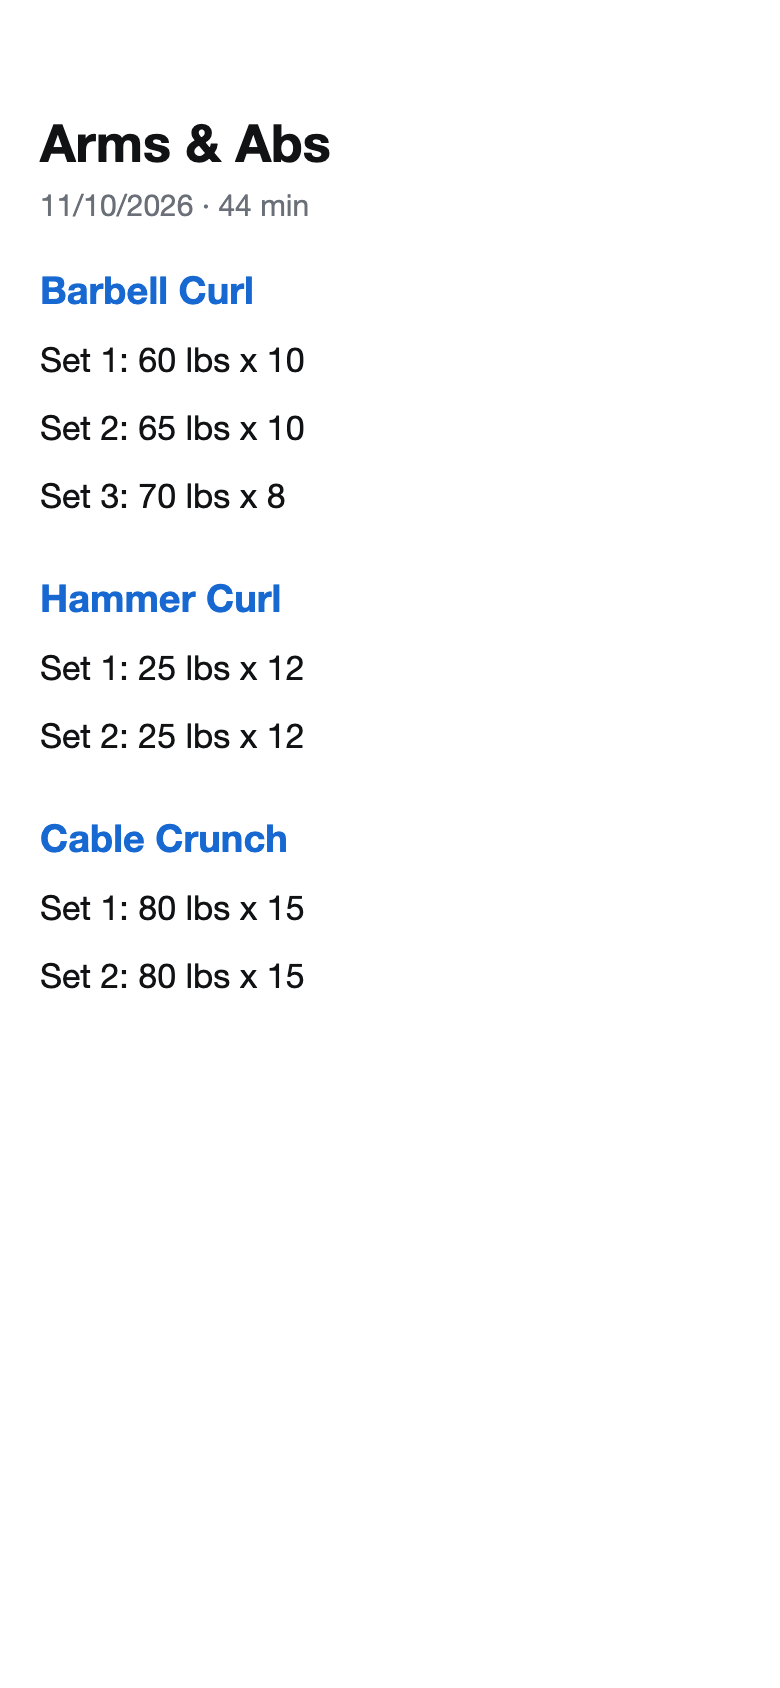 Arms & Abs
11/10/2026 · 44 min
Barbell Curl
Set 1: 60 lbs x 10
Set 2: 65 lbs x 10
Set 3: 70 lbs x 8
Hammer Curl
Set 1: 25 lbs x 12
Set 2: 25 lbs x 12
Cable Crunch
Set 1: 80 lbs x 15
Set 2: 80 lbs x 15